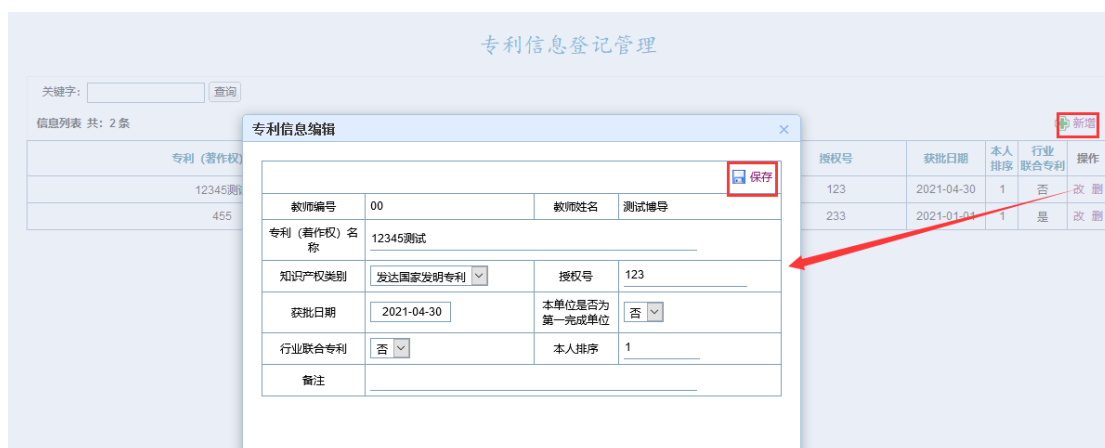 专利信息登记管理
关键字: 查询
信息列表 共: 2 条
新增
专利 (著作权) 授权号 获批日期 本人排序 行业联合专利 操作
12345测 123 2021-04-30 1 否 改 删
455 233 2021-01-01 1 是 改 删
专利信息编辑 ×
保存
教师编号 00 教师姓名 测试博导
专利 (着作权) 名称 12345测试
知识产权类别 发达国家发明专利 授权号 123
获批日期 2021-04-30 本单位是否为第一完成单位 否
行业联合专利 否 本人排序 1
备注